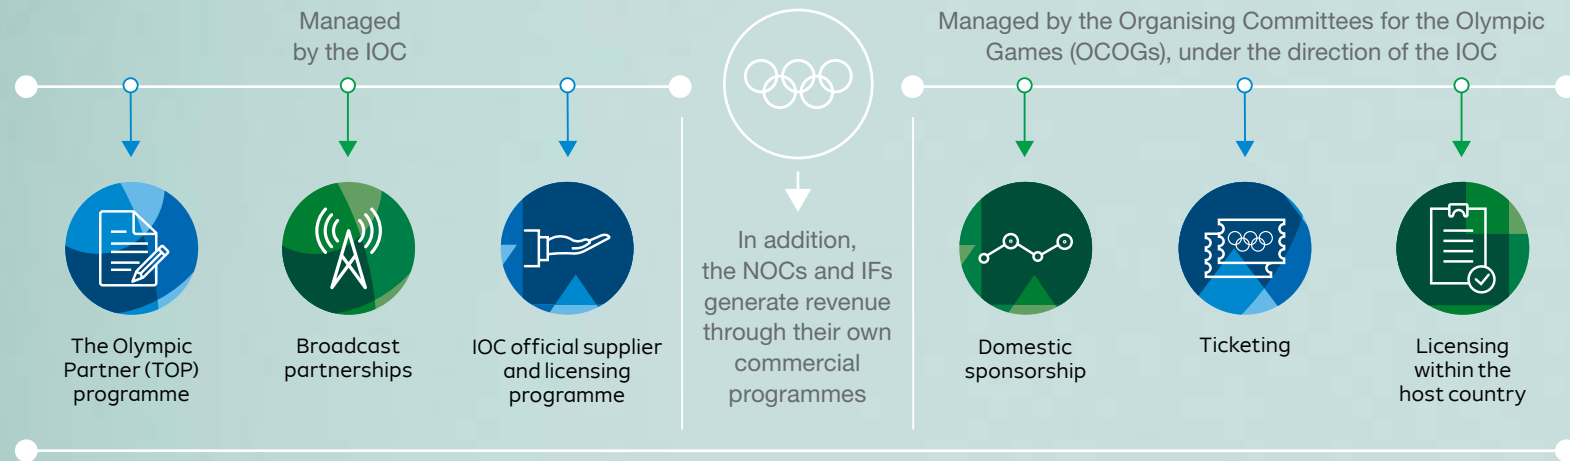 Managed
by the IOC
The Olympic
Partner (TOP)
programme
Broadcast
partnerships
IOC official supplier
and licensing
programme
In addition,
the NOCs and IFs
generate revenue
through their own
commercial
programmes
Managed by the Organising Committees for the Olympic
Games (OCOGs), under the direction of the IOC
Domestic
sponsorship
Ticketing
Licensing
within the
host country